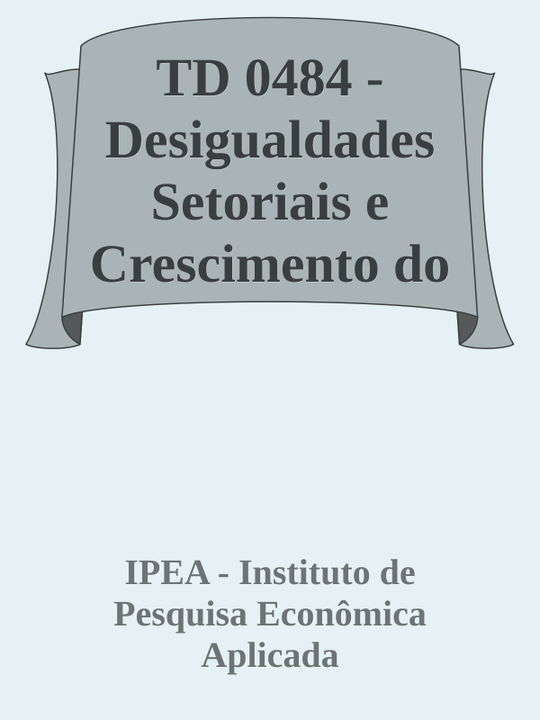 TD 0484 -
Desigualdades
Setoriais e
Crescimento do
IPEA - Instituto de
Pesquisa Econômica
Aplicada